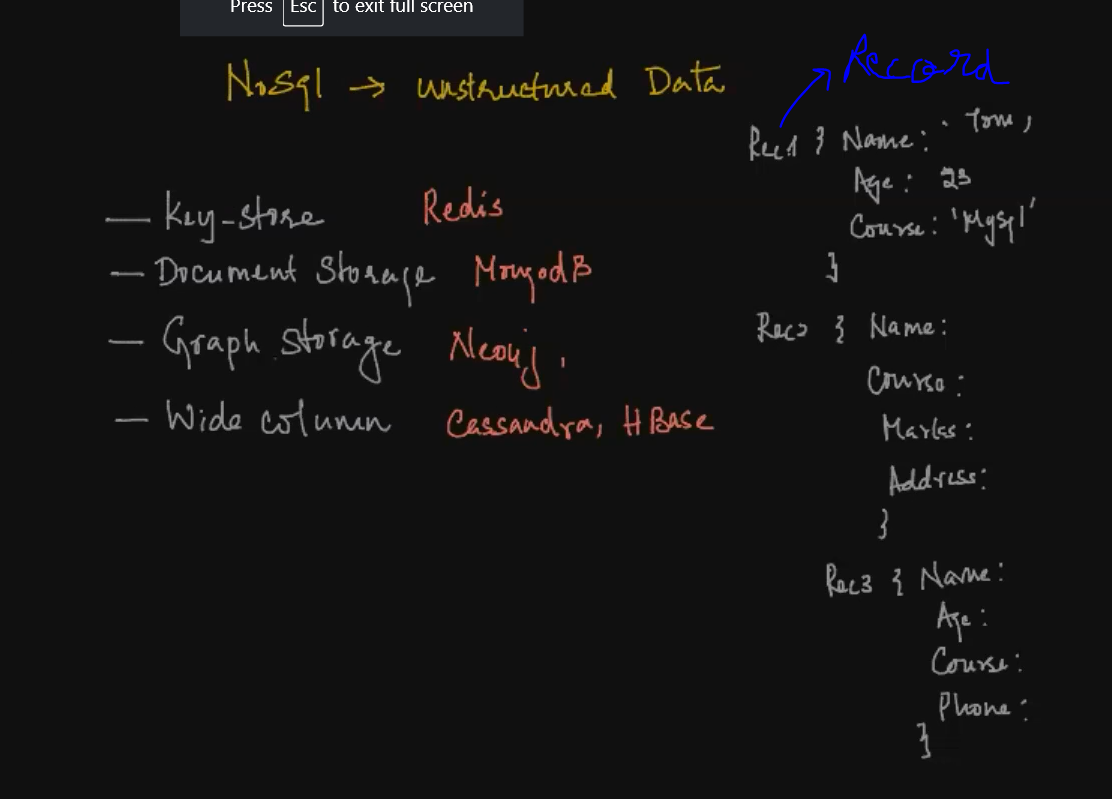 Press Esc to exit full screen
NoSql → unstructured Data
— Key-store Redis
— Document Storage MongodB
— Graph Storage Neo4j,
— Wide column Cassandra, HBase
Record
Rec1 { Name: 'Tom,
Age: 23
Course: 'Mysql'
}
Rec2 { Name:
Course:
Marks:
Address:
}
Rec3 { Name:
Age:
Course:
Phone:
}